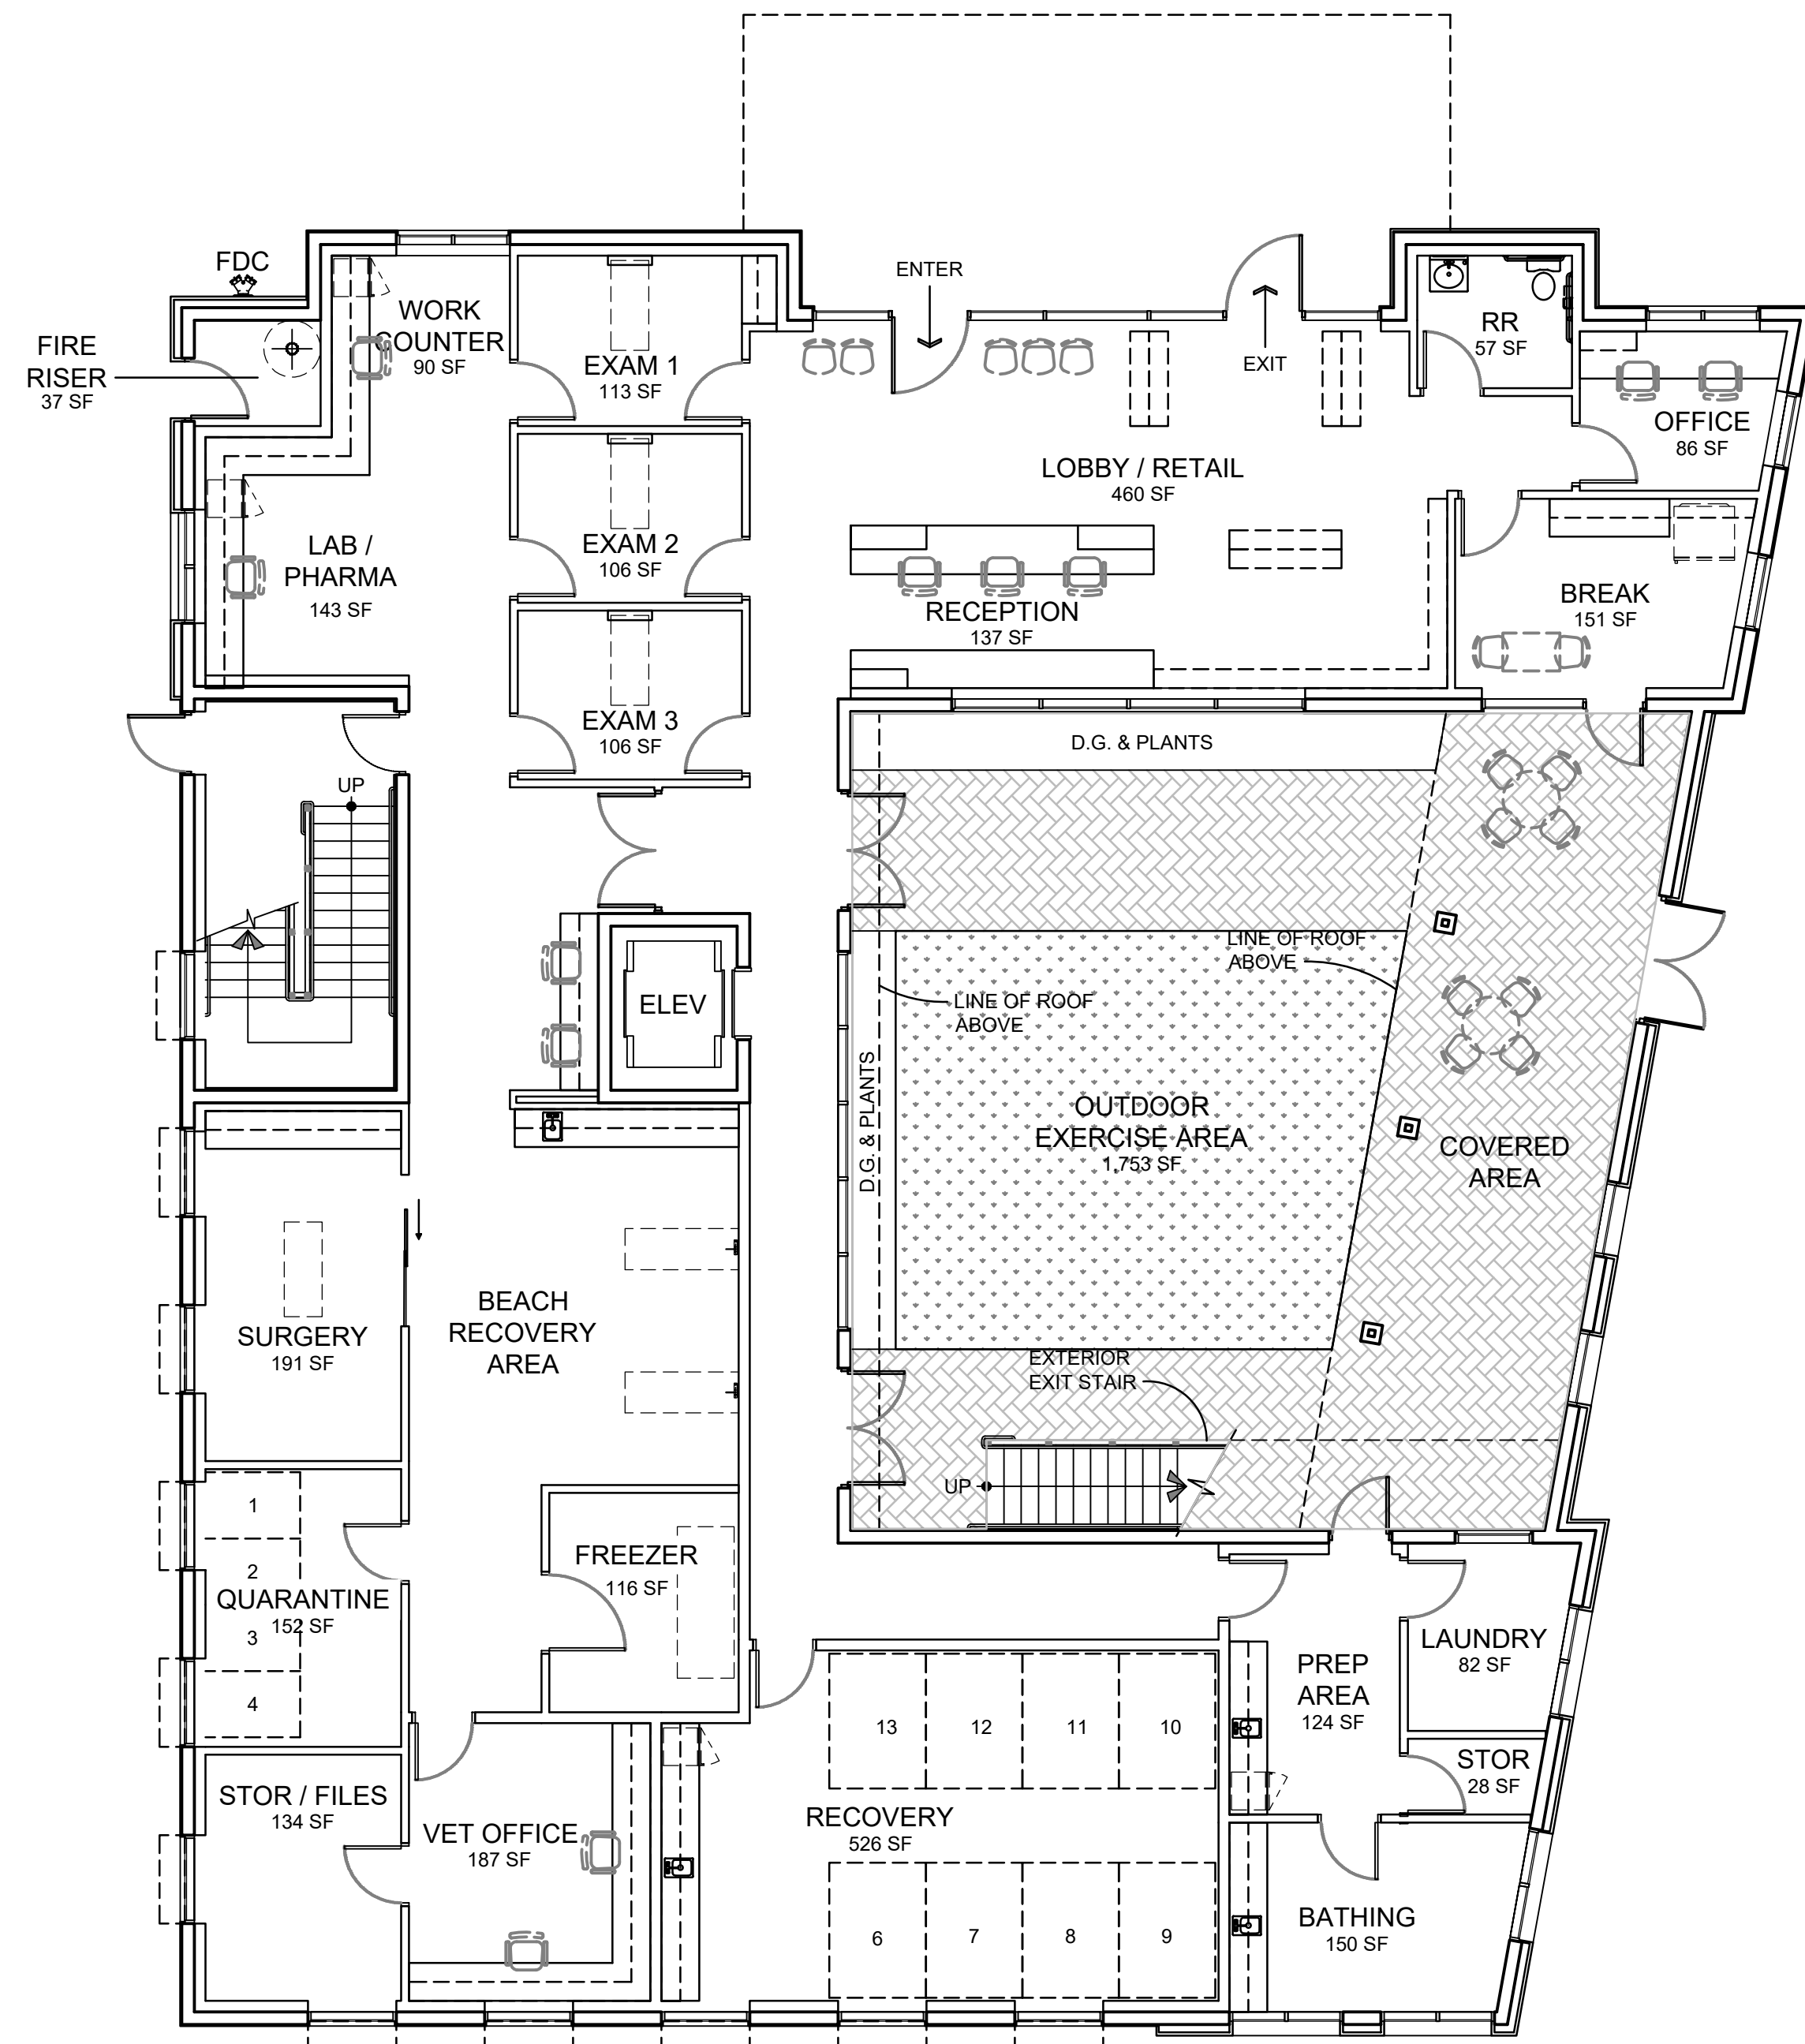 FDC
FIRE
RISER
37 SF
WORK
COUNTER
90 SF
EXAM 1
113 SF
ENTER
EXIT
RR
57 SF
OFFICE
86 SF
LOBBY / RETAIL
460 SF
EXAM 2
106 SF
LAB /
PHARMA
143 SF
RECEPTION
137 SF
BREAK
151 SF
EXAM 3
106 SF
D.G. & PLANTS
UP
ELEV
LINE OF ROOF
ABOVE
LINE OF ROOF
ABOVE
D.G. & PLANTS
OUTDOOR
EXERCISE AREA
1,753 SF
COVERED
AREA
BEACH
RECOVERY
AREA
SURGERY
191 SF
EXTERIOR
EXIT STAIR
UP
1
2
QUARANTINE
152 SF
3
4
FREEZER
116 SF
LAUNDRY
82 SF
PREP
AREA
124 SF
13
12
11
10
STOR
28 SF
STOR / FILES
134 SF
VET OFFICE
187 SF
RECOVERY
526 SF
6
7
8
9
BATHING
150 SF